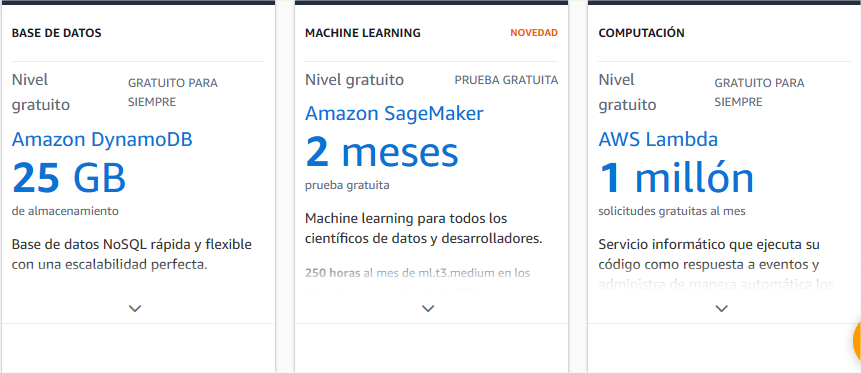 BASE DE DATOS
Nivel gratuito
GRATUITO PARA SIEMPRE
Amazon DynamoDB
25 GB
de almacenamiento
Base de datos NoSQL rápida y flexible
con una escalabilidad perfecta.
MACHINE LEARNING
NOVEDAD
Nivel gratuito
PRUEBA GRATUITA
Amazon SageMaker
2 meses
prueba gratuita
Machine learning para todos los
científicos de datos y desarrolladores.
250 horas al mes de ml.t3.medium en los
COMPUTACIÓN
Nivel gratuito
GRATUITO PARA SIEMPRE
AWS Lambda
1 millón
solicitudes gratuitas al mes
Servicio informático que ejecuta su
código como respuesta a eventos y
administra de manera automática los